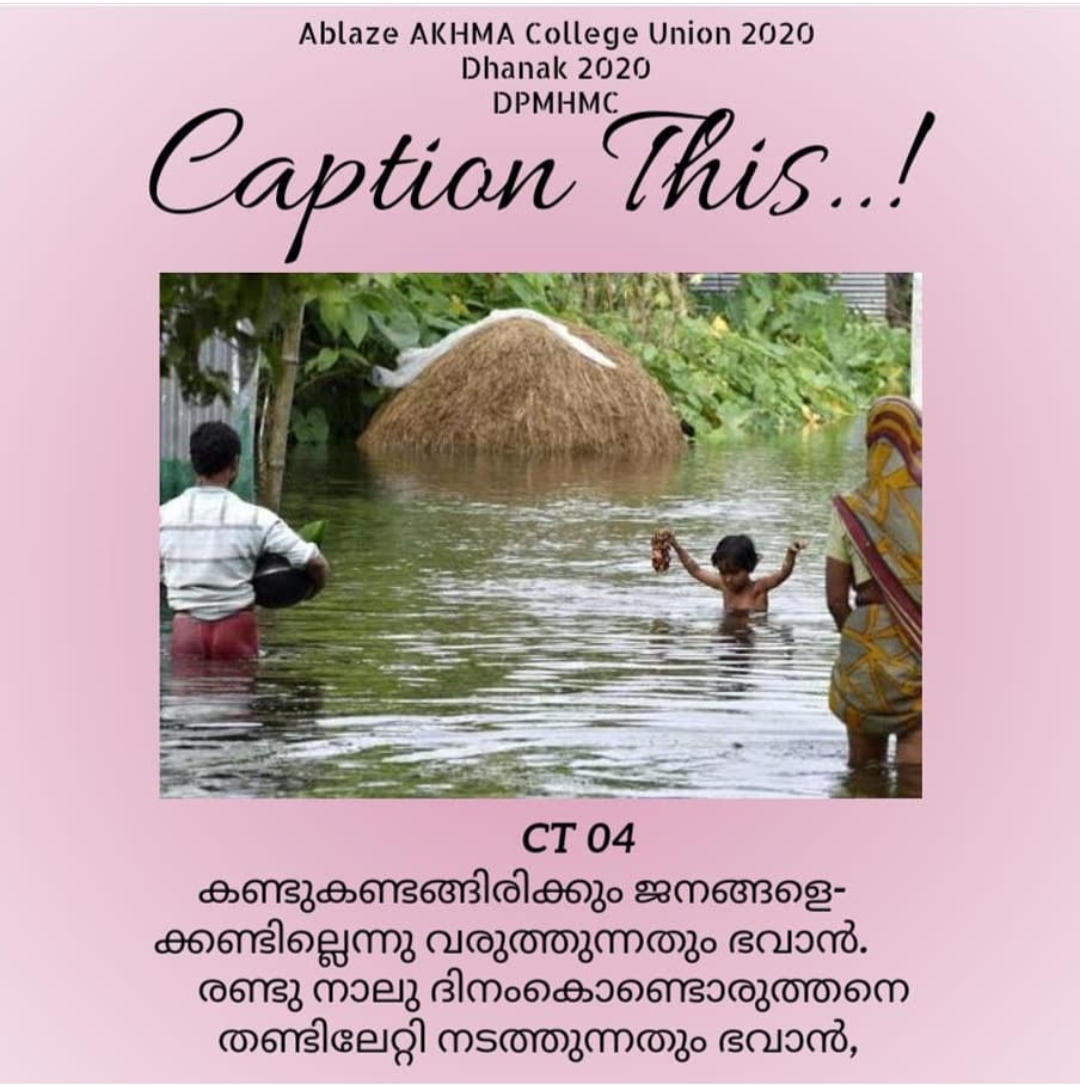 Ablaze AKHMA College Union 2020
Dhanak 2020
DPMHMC
Caption This..!
CT 04
കണ്ടുകണ്ടങ്ങിരിക്കും ജനങ്ങളെ-
ക്കണ്ടില്ലെന്നു വരുത്തുന്നതും ഭവാൻ.
രണ്ടു നാലു ദിനംകൊണ്ടൊരുത്തനെ
തണ്ടിലേറ്റി നടത്തുന്നതും ഭവാൻ,